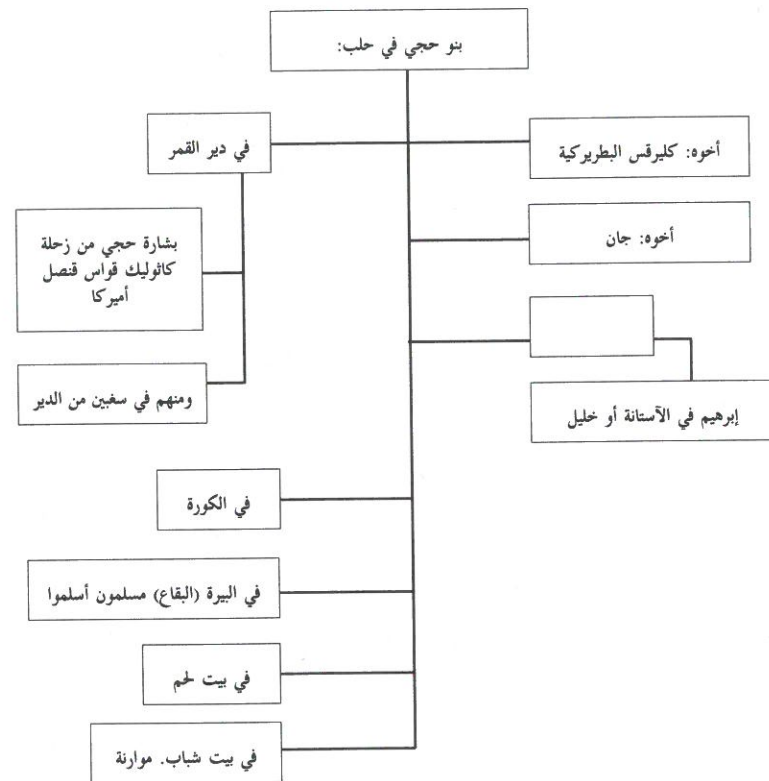 بنو حجي في حلب:
أخوه: كليرقس البطريركية
في دير القمر
أخوه: جان
بشارة حجي من زحلة
كاثوليك قواس قنصل
أميركا
إبرهيم في الآستانة أو خليل
ومنهم في سغبين من الدير
في الكورة
في البيرة (البقاع) مسلمون أسلموا
في بيت لحم
في بيت شباب. موارنة